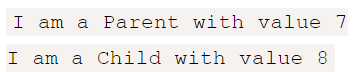 I am a Parent with value 7
I am a Child with value 8